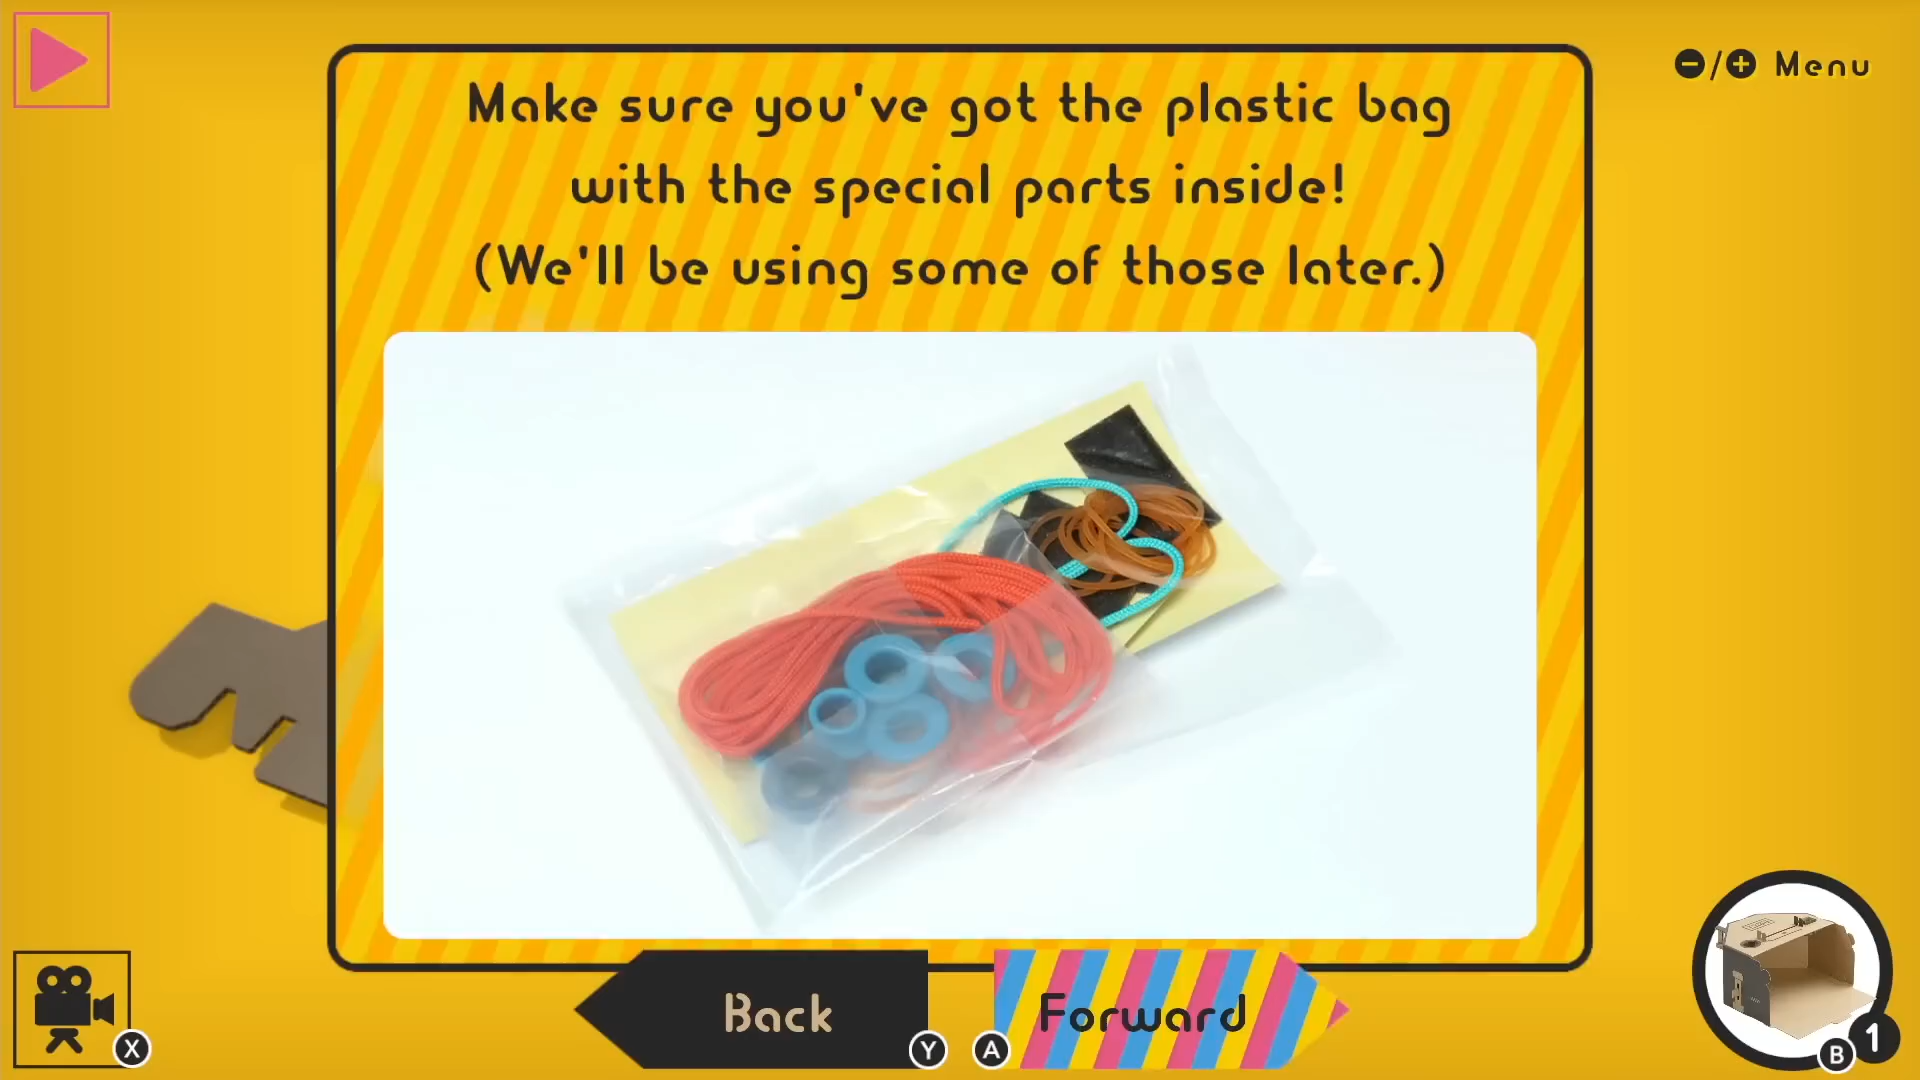 −/+ Menu
Make sure you've got the plastic bag
with the special parts inside!
(We'll be using some of those later.)
X
Back
Y
A
Forward
B
1